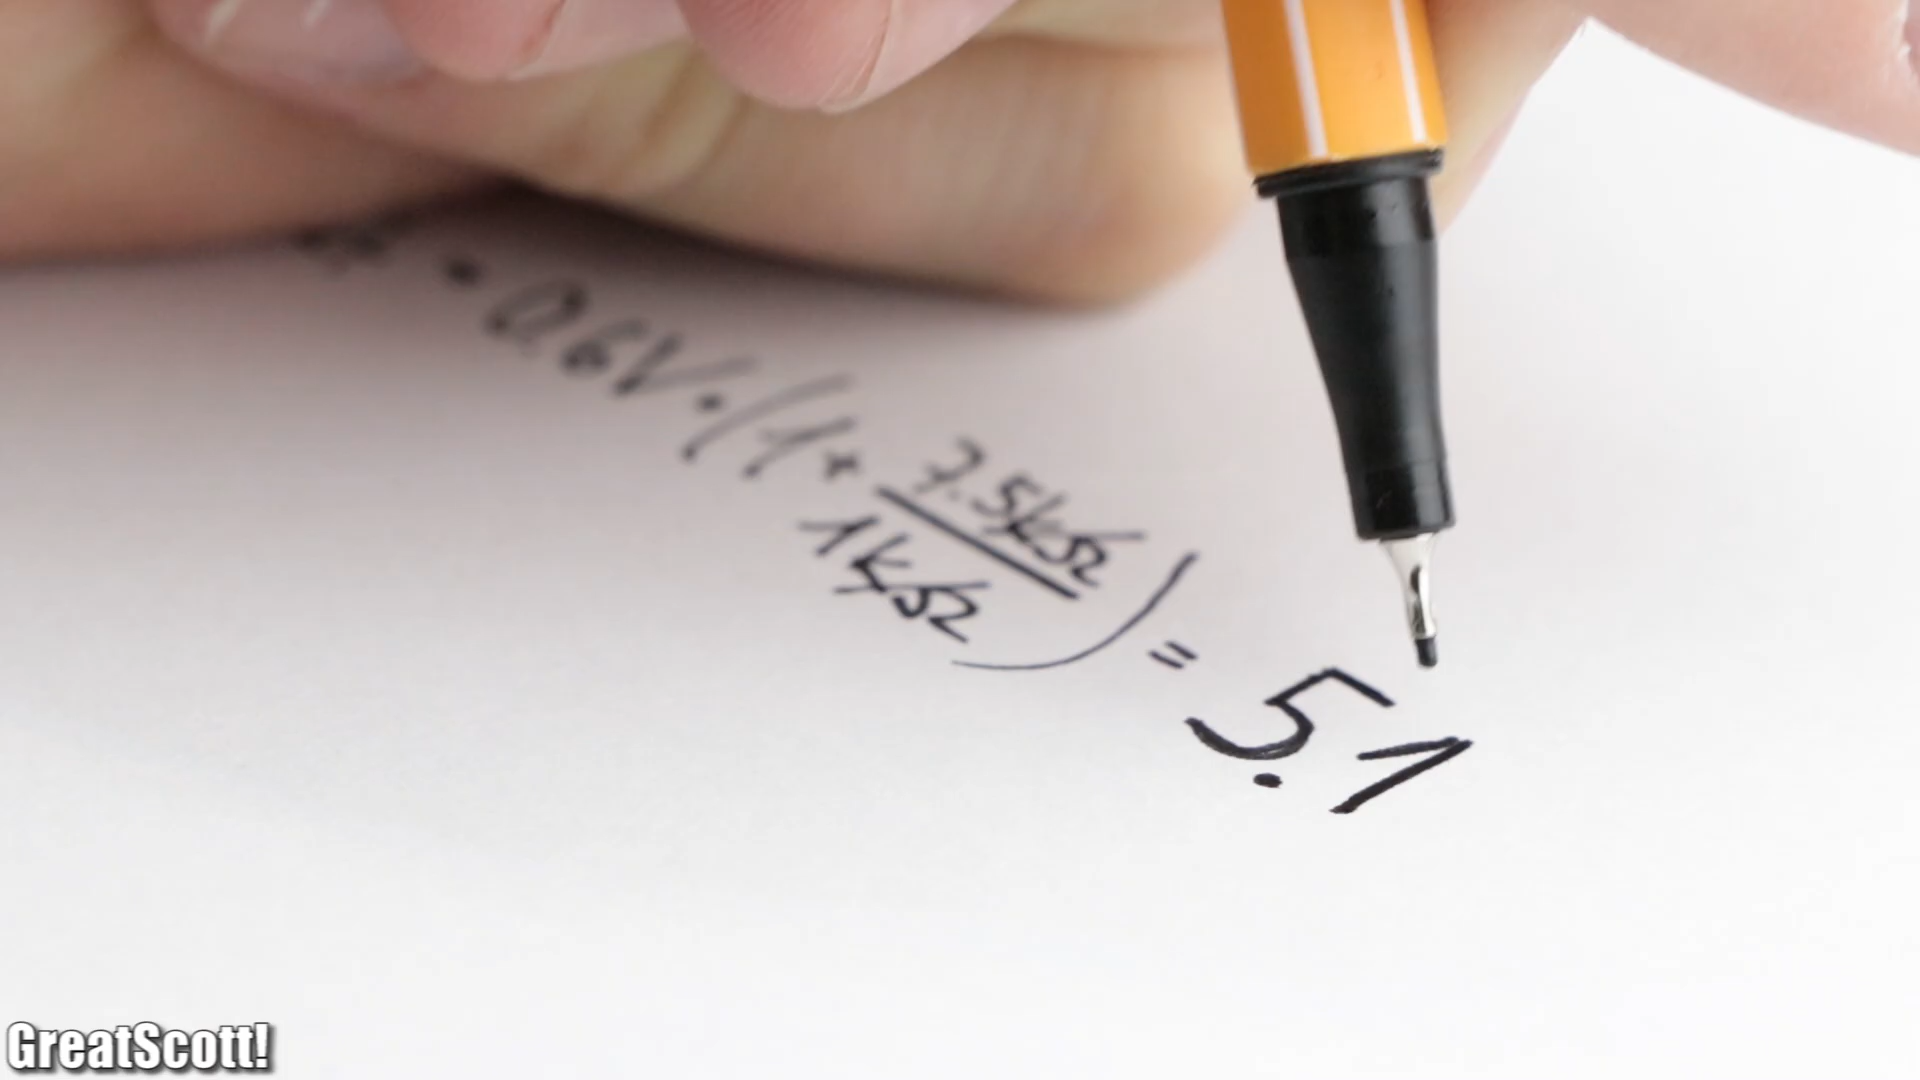 = 0.6V · (1 + 7.5kΩ / 1kΩ) = 5.1
GreatScott!